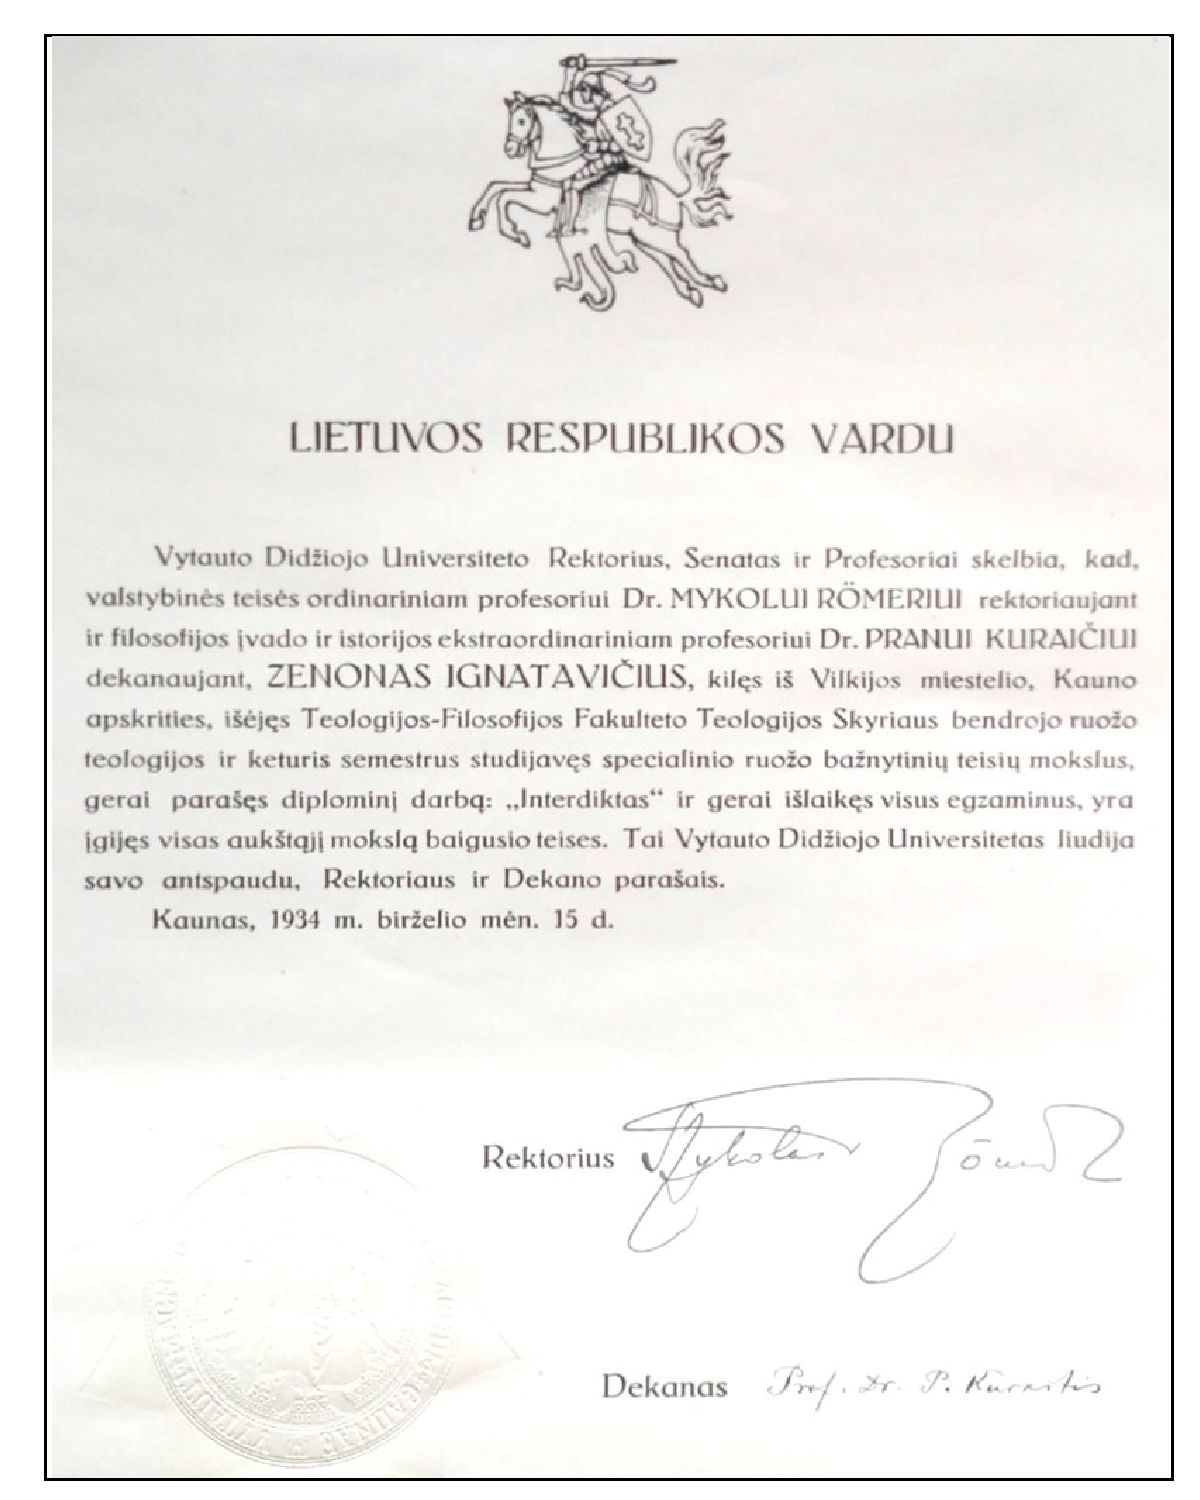 LIETUVOS RESPUBLIKOS VARDU
Vytauto Didžiojo Universiteto Rektorius, Senatas ir Profesoriai skelbia, kad,
valstybinės teisės ordinariniam profesoriui Dr. MYKOLUI RÖMERIUI rektoriaujant
ir filosofijos įvado ir istorijos ekstraordinariniam profesoriui Dr. PRANUI KURAIČIUI
dekanaujant, ZENONAS IGNATAVIČIUS, kilęs iš Vilkijos miestelio, Kauno
apskrities, išėjęs Teologijos-Filosofijos Fakulteto Teologijos Skyriaus bendrojo ruožo
teologijos ir keturis semestrus studijavęs specialinio ruožo bažnytinių teisių mokslus,
gerai parašęs diplominį darbą: „Interdiktas“ ir gerai išlaikęs visus egzaminus, yra
įgijęs visas aukštąjį mokslą baigusio teises. Tai Vytauto Didžiojo Universitetas liudija
savo antspaudu, Rektoriaus ir Dekano parašais.
Kaunas, 1934 m. birželio mėn. 15 d.
Rektorius Mykolas Römeris
Dekanas Prof. Dr. P. Kuraitis